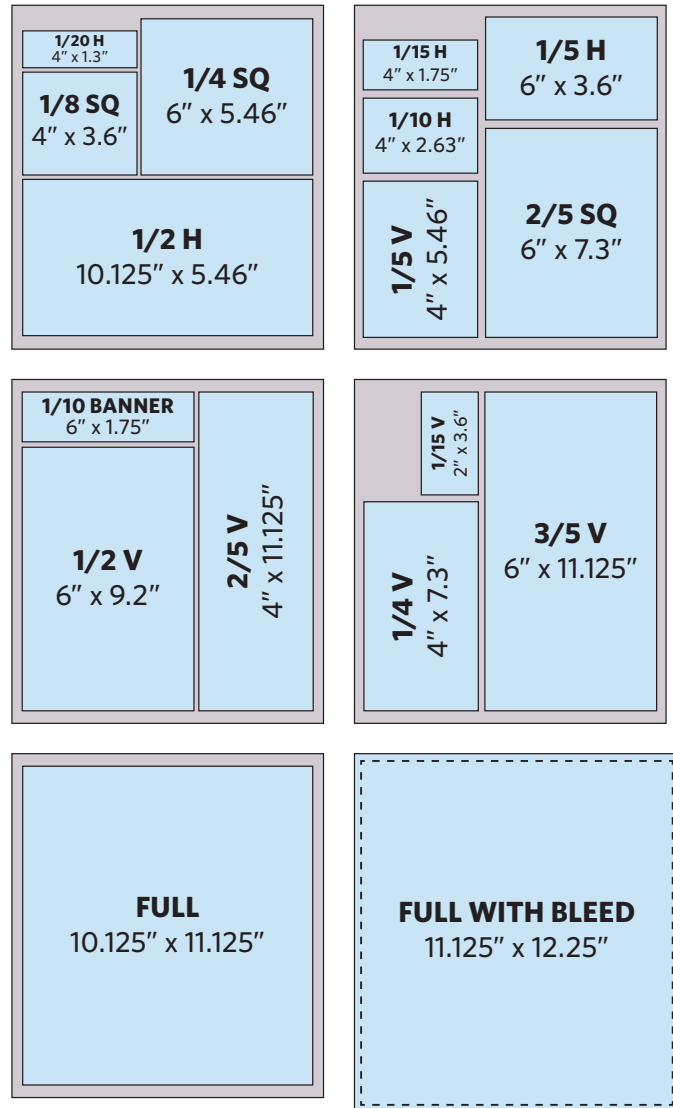 1/20 H
4” x 1.3”
1/8 SQ
4” x 3.6”
1/4 SQ
6” x 5.46”
1/2 H
10.125” x 5.46”
1/15 H
4” x 1.75”
1/10 H
4” x 2.63”
1/5 V
4” x 5.46”
1/5 H
6” x 3.6”
2/5 SQ
6” x 7.3”
1/10 BANNER
6” x 1.75”
1/2 V
6” x 9.2”
2/5 V
4” x 11.125”
1/15 V
2” x 3.6”
1/4 V
4” x 7.3”
3/5 V
6” x 11.125”
FULL
10.125” x 11.125”
FULL WITH BLEED
11.125” x 12.25”